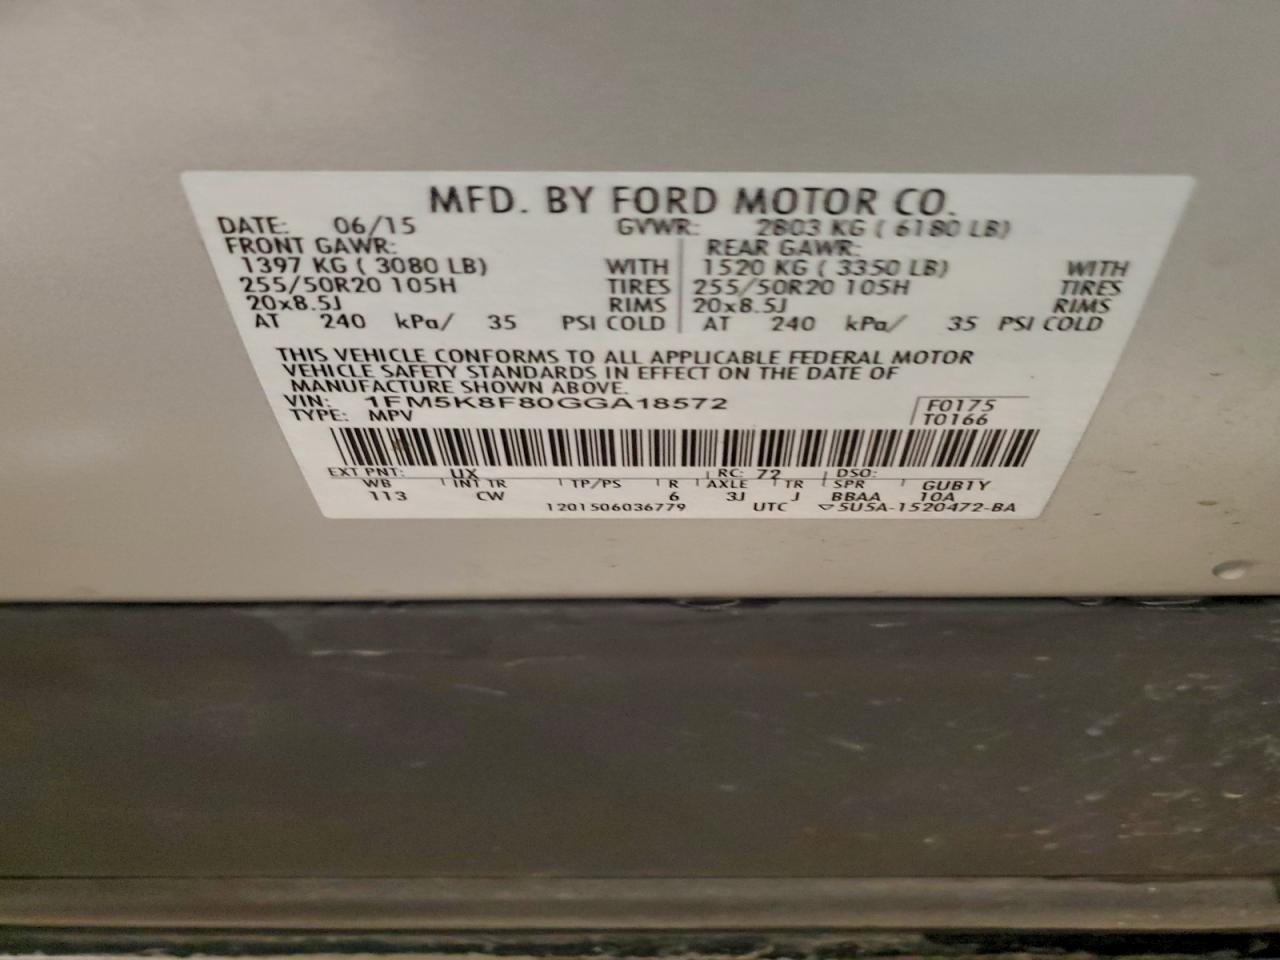 MFD. BY FORD MOTOR CO.
DATE: 06/15 GVWR: 2803 KG ( 6180 LB)
FRONT GAWR: REAR GAWR:
1397 KG ( 3080 LB) WITH 1520 KG ( 3350 LB) WITH
255/50R20 105H TIRES 255/50R20 105H TIRES
20x8.5J RIMS 20x8.5J RIMS
AT 240 kPa/ 35 PSI COLD AT 240 kPa/ 35 PSI COLD
THIS VEHICLE CONFORMS TO ALL APPLICABLE FEDERAL MOTOR
VEHICLE SAFETY STANDARDS IN EFFECT ON THE DATE OF
MANUFACTURE SHOWN ABOVE.
VIN: 1FM5K8F80GGA18572 F0175
TYPE: MPV T0166
EXT PNT: UX RC: 72 DSO:
WB INT TR TP/PS R AXLE TR SPR GUB1Y
113 CW 6 3J J BBAA 10A
1201506036779 UTC ▽5U5A-1520472-BA